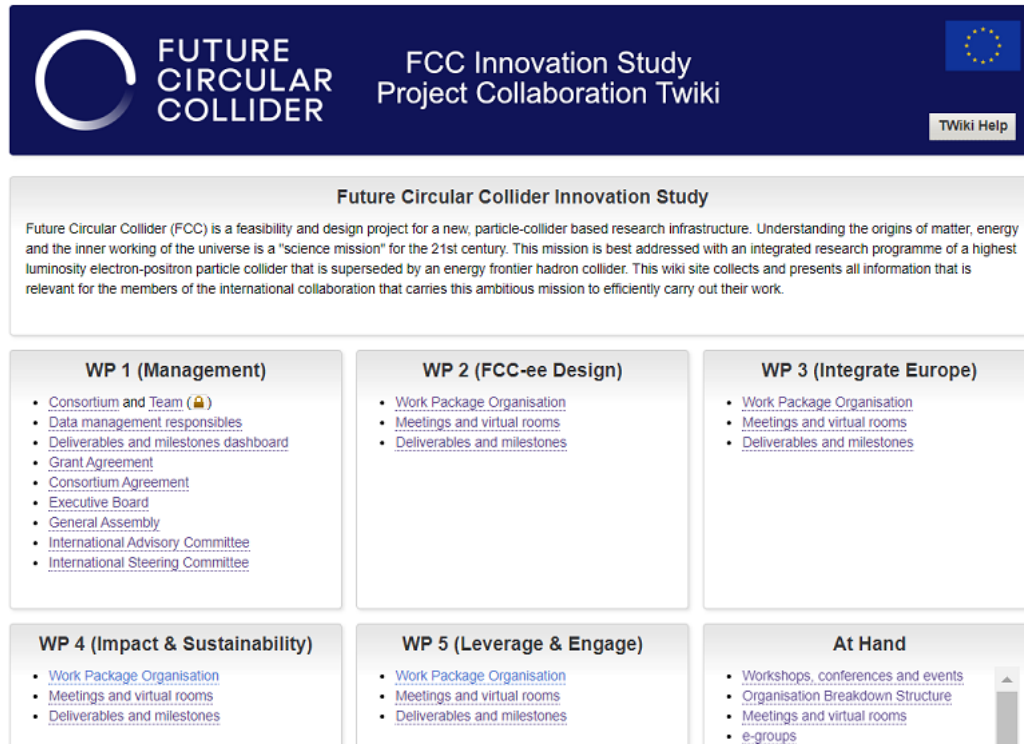 FUTURE
CIRCULAR
COLLIDER
FCC Innovation Study
Project Collaboration Twiki
TWiki Help
Future Circular Collider Innovation Study
Future Circular Collider (FCC) is a feasibility and design project for a new, particle-collider based research infrastructure. Understanding the origins of matter, energy
and the inner working of the universe is a "science mission" for the 21st century. This mission is best addressed with an integrated research programme of a highest
luminosity electron-positron particle collider that is superseded by an energy frontier hadron collider. This wiki site collects and presents all information that is
relevant for the members of the international collaboration that carries this ambitious mission to efficiently carry out their work.
WP 1 (Management)
Consortium and Team ( )
Data management responsibles
Deliverables and milestones dashboard
Grant Agreement
Consortium Agreement
Executive Board
General Assembly
International Advisory Committee
International Steering Committee
WP 2 (FCC-ee Design)
Work Package Organisation
Meetings and virtual rooms
Deliverables and milestones
WP 3 (Integrate Europe)
Work Package Organisation
Meetings and virtual rooms
Deliverables and milestones
WP 4 (Impact & Sustainability)
Work Package Organisation
Meetings and virtual rooms
Deliverables and milestones
WP 5 (Leverage & Engage)
Work Package Organisation
Meetings and virtual rooms
Deliverables and milestones
At Hand
Workshops, conferences and events
Organisation Breakdown Structure
Meetings and virtual rooms
e-groups